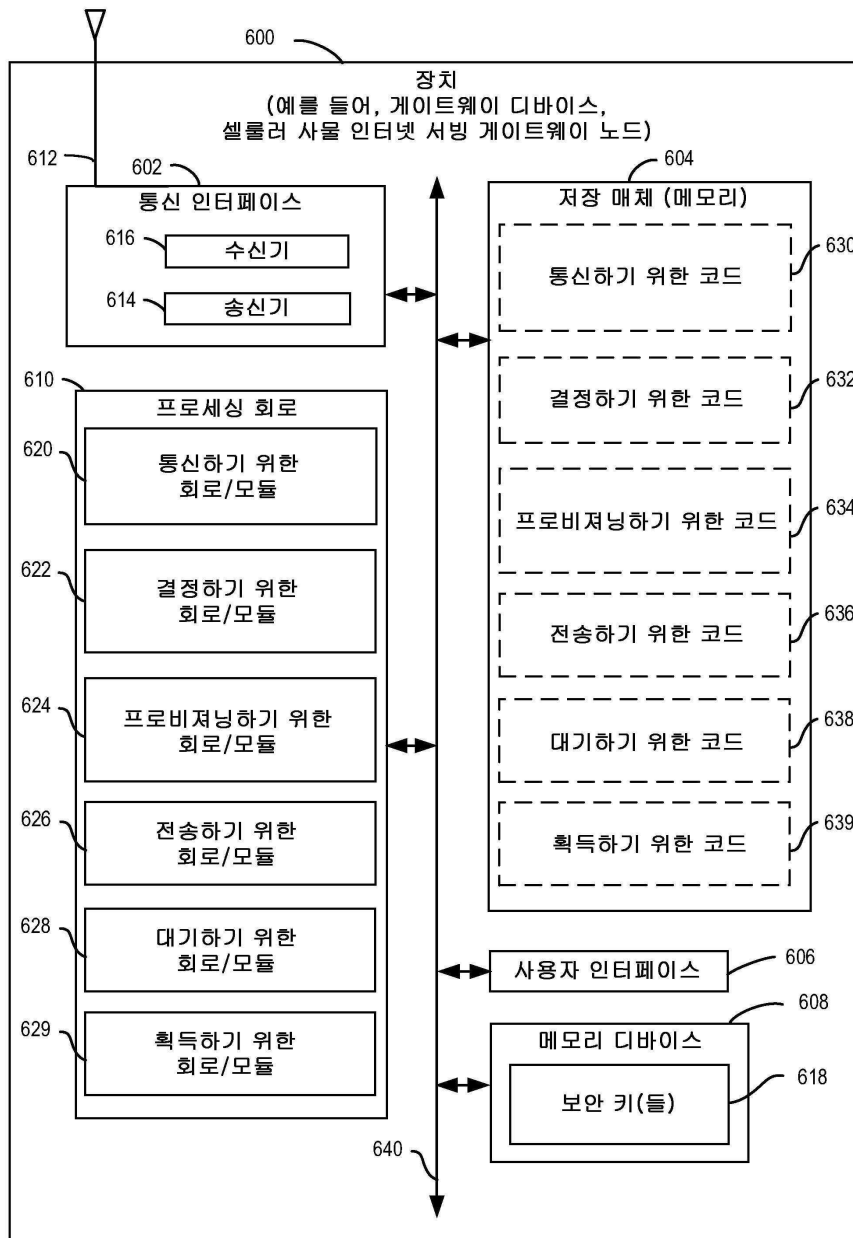 600
장치
(예를 들어, 게이트웨이 디바이스,
셀룰러 사물 인터넷 서빙 게이트웨이 노드)
612
602
통신 인터페이스
616
수신기
614
송신기
604
저장 매체 (메모리)
통신하기 위한 코드
630
결정하기 위한 코드
632
프로비져닝하기 위한 코드
634
전송하기 위한 코드
636
대기하기 위한 코드
638
획득하기 위한 코드
639
610
프로세싱 회로
620
통신하기 위한
회로/모듈
622
결정하기 위한
회로/모듈
624
프로비져닝하기 위한
회로/모듈
626
전송하기 위한
회로/모듈
628
대기하기 위한
회로/모듈
629
획득하기 위한
회로/모듈
사용자 인터페이스
606
608
메모리 디바이스
보안 키(들)
618
640